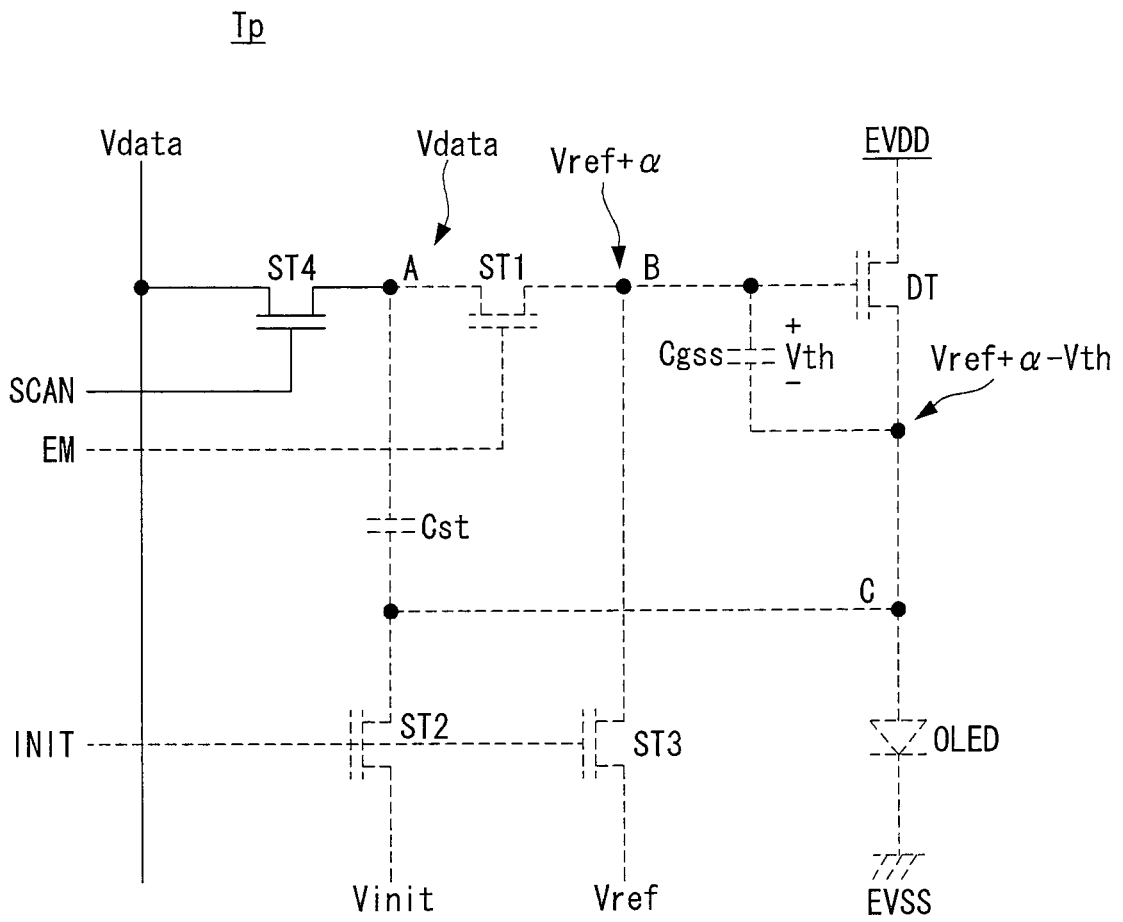 Tp
Vdata
Vdata
Vref+α
EVDD
ST4
A
ST1
B
DT
Cgss
+
Vth
-
Vref+α-Vth
SCAN
EM
Cst
C
INIT
ST2
ST3
OLED
Vinit
Vref
EVSS